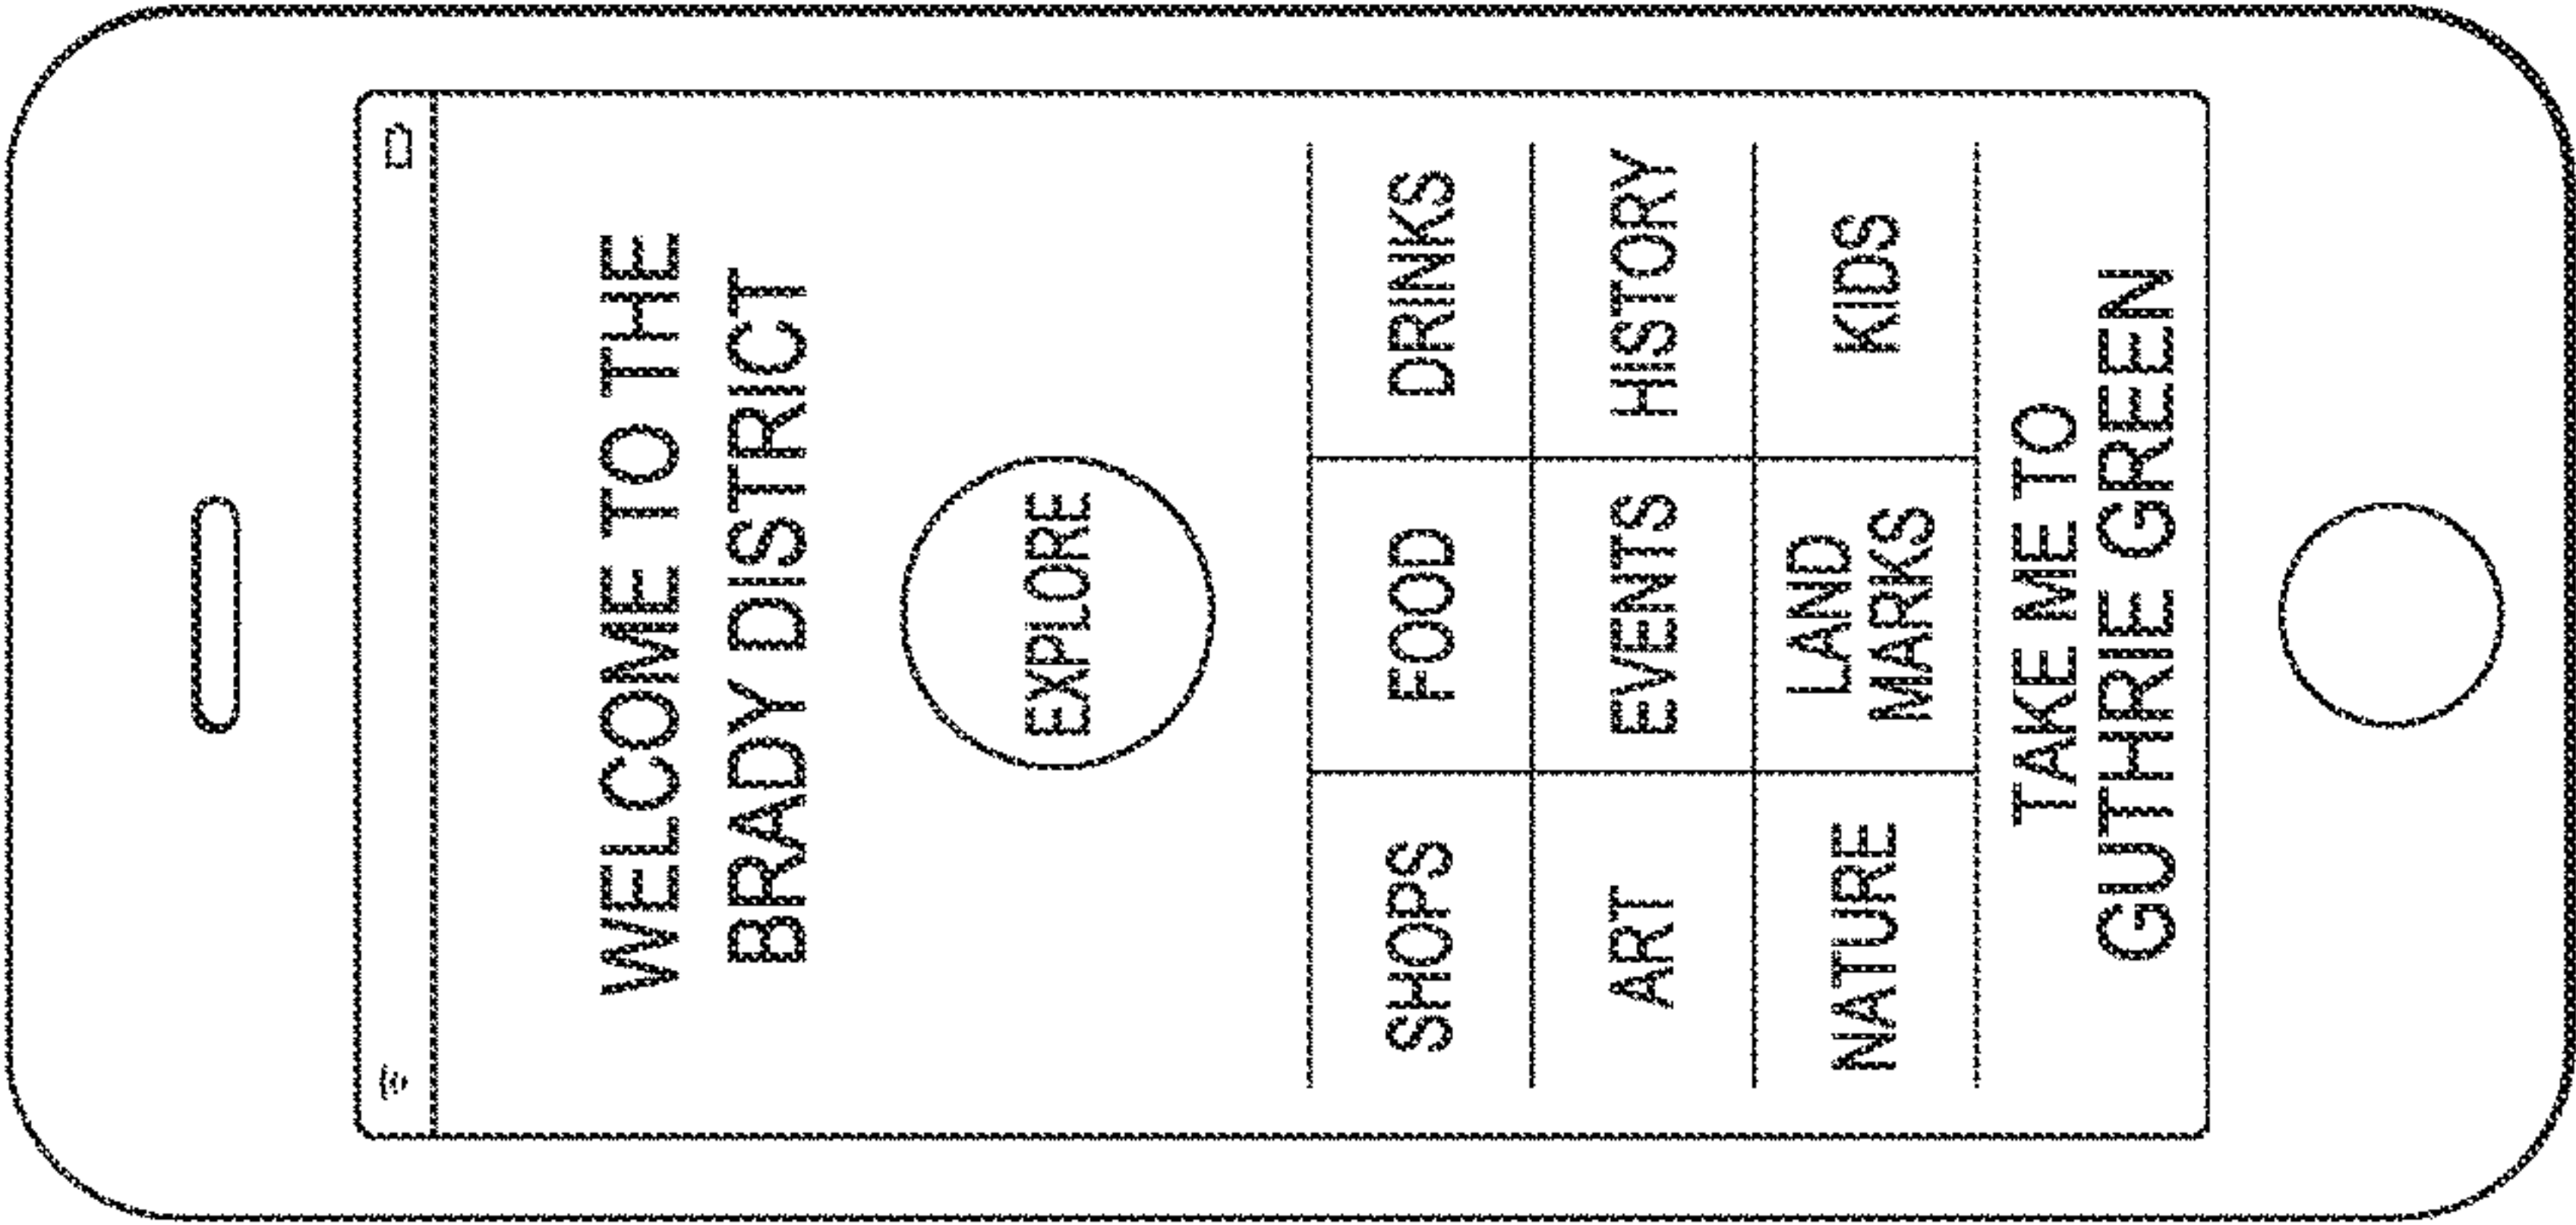 WELCOME TO THE
BRADY DISTRICT
EXPLORE
SHOPS FOOD DRINKS
ART EVENTS HISTORY
NATURE LAND MARKS KIDS
TAKE ME TO
GUTHRIE GREEN